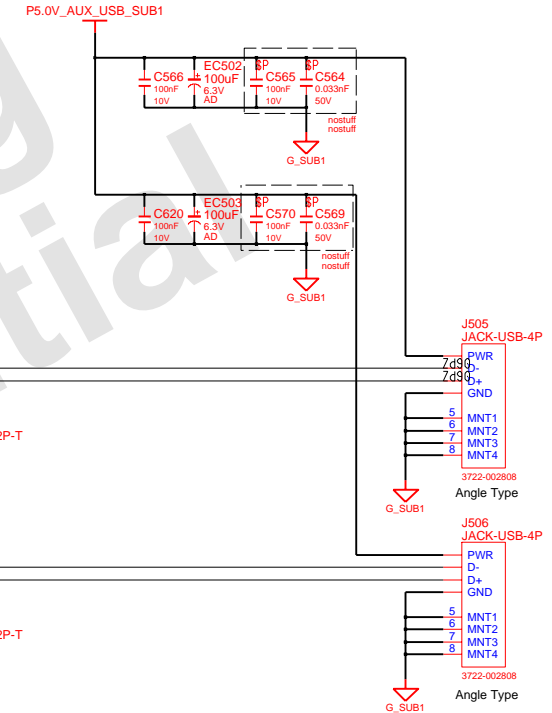 P5.0V_AUX_USB_SUB1
C566
100nF
10V
EC502
100uF
6.3V
AD
SP
C565
100nF
10V
SP
C564
0.033nF
50V
nostuff
nostuff
G_SUB1
C620
100nF
10V
EC503
100uF
6.3V
AD
SP
C570
100nF
10V
SP
C569
0.033nF
50V
nostuff
nostuff
G_SUB1
J505
JACK-USB-4P
PWR
D-
D+
GND
5 MNT1
6 MNT2
7 MNT3
8 MNT4
3722-002808
Angle Type
G_SUB1
P-T
J506
JACK-USB-4P
PWR
D-
D+
GND
5 MNT1
6 MNT2
7 MNT3
8 MNT4
3722-002808
Angle Type
G_SUB1
P-T
g
tial